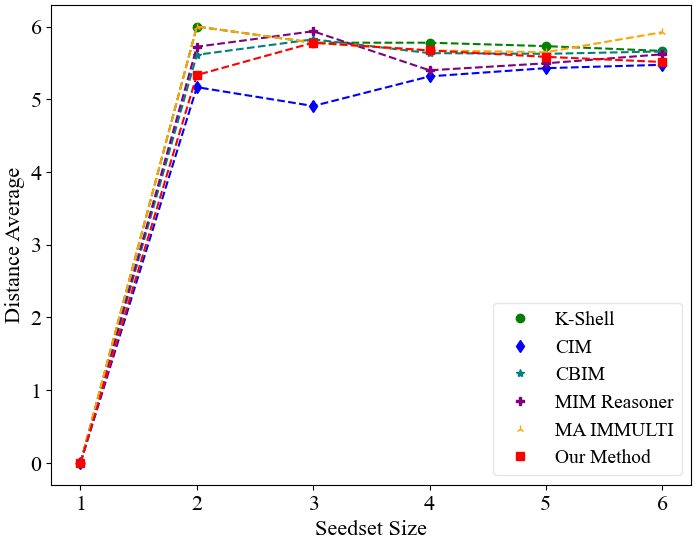 6
5
4
3
2
1
0
Distance Average
K-Shell
CIM
CBIM
MIM Reasoner
MA IMMULTI
Our Method
1 2 3 4 5 6
Seedset Size